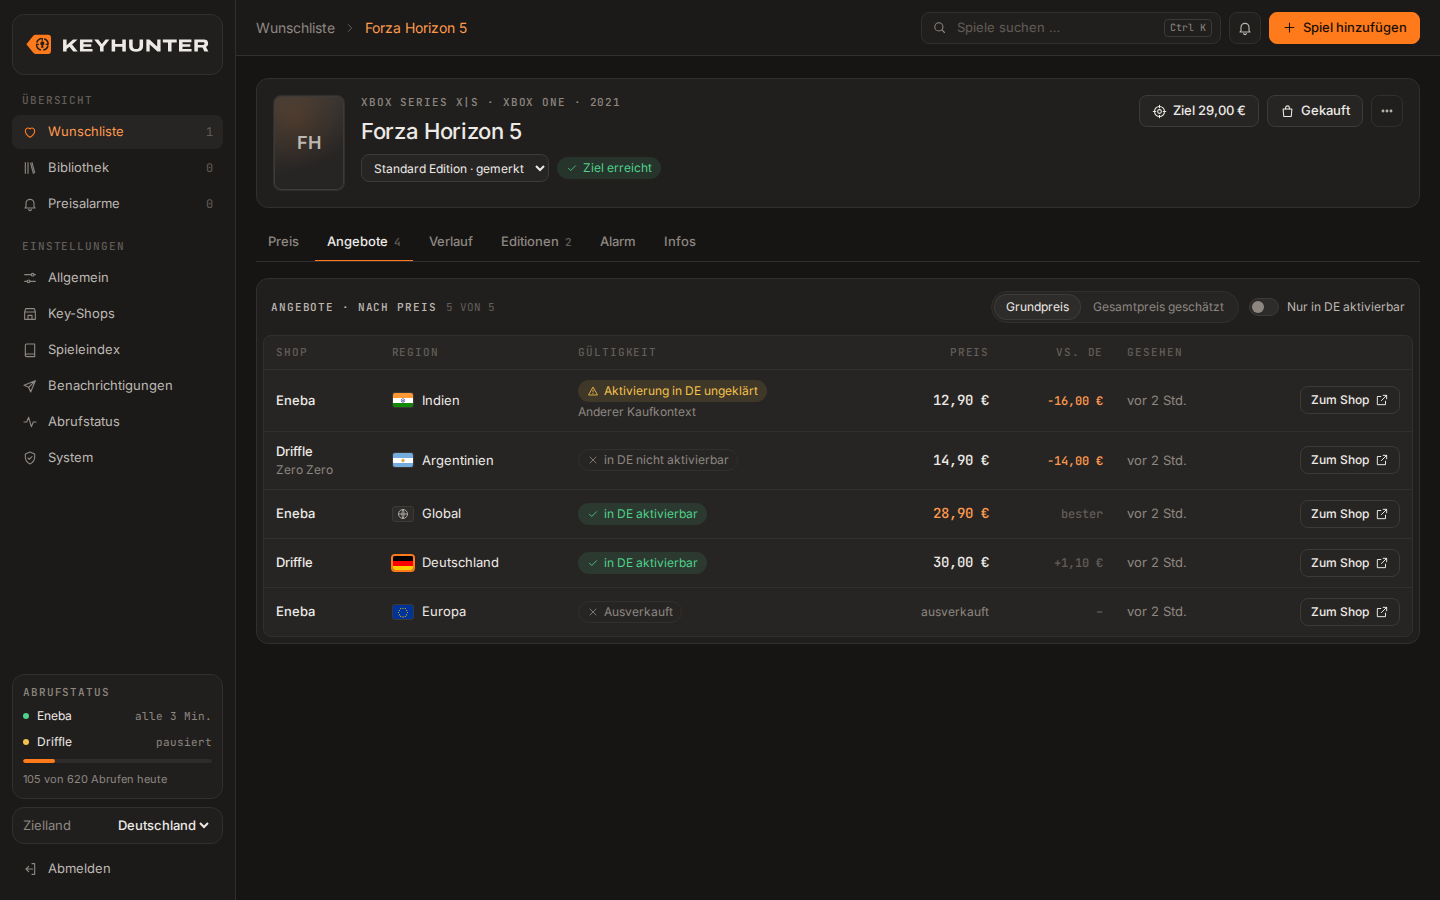 KEYHUNTER
Wunschliste > Forza Horizon 5
Spiele suchen ... Ctrl K
Spiel hinzufügen
ÜBERSICHT
Wunschliste 1
Bibliothek 0
Preisalarme 0
EINSTELLUNGEN
Allgemein
Key-Shops
Spieleindex
Benachrichtigungen
Abrufstatus
System
ABRUFSTATUS
Eneba alle 3 Min.
Driffle pausiert
105 von 620 Abrufen heute
Zielland Deutschland
Abmelden
FH
XBOX SERIES X|S · XBOX ONE · 2021
Forza Horizon 5
Standard Edition · gemerkt Ziel erreicht
Ziel 29,00 € Gekauft
Preis Angebote 4 Verlauf Editionen 2 Alarm Infos
ANGEBOTE · NACH PREIS 5 VON 5
Grundpreis Gesamtpreis geschätzt Nur in DE aktivierbar
SHOP REGION GÜLTIGKEIT PREIS VS. DE GESEHEN
Eneba Indien Aktivierung in DE ungeklärt 12,90 € -16,00 € vor 2 Std. Zum Shop
Anderer Kaufkontext
Driffle Argentinien in DE nicht aktivierbar 14,90 € -14,00 € vor 2 Std. Zum Shop
Zero Zero
Eneba Global in DE aktivierbar 28,90 € bester vor 2 Std. Zum Shop
Driffle Deutschland in DE aktivierbar 30,00 € +1,10 € vor 2 Std. Zum Shop
Eneba Europa Ausverkauft ausverkauft – vor 2 Std. Zum Shop